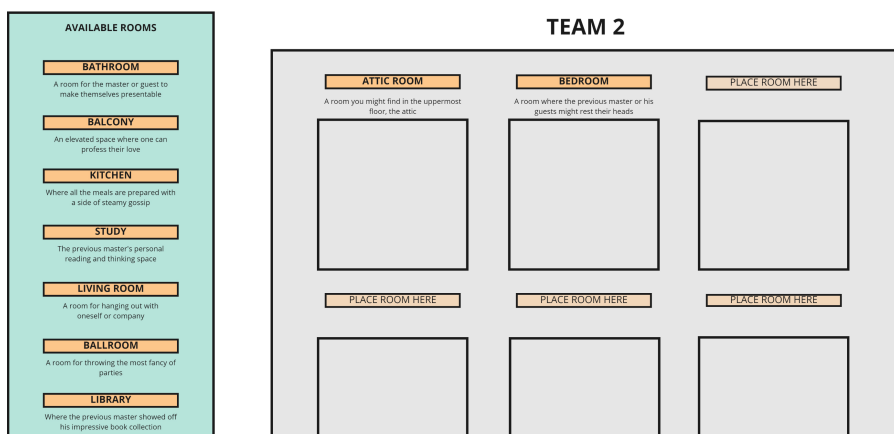 AVAILABLE ROOMS
BATHROOM
A room for the master or guest to
make themselves presentable
BALCONY
An elevated space where one can
profess their love
KITCHEN
Where all the meals are prepared with
a side of steamy gossip
STUDY
The previous master's personal
reading and thinking space
LIVING ROOM
A room for hanging out with
oneself or company
BALLROOM
A room for throwing the most fancy of
parties
LIBRARY
Where the previous master showed off
his impressive book collection
TEAM 2
ATTIC ROOM
A room you might find in the uppermost
floor, the attic
BEDROOM
A room where the previous master or his
guests might rest their heads
PLACE ROOM HERE
PLACE ROOM HERE
PLACE ROOM HERE
PLACE ROOM HERE